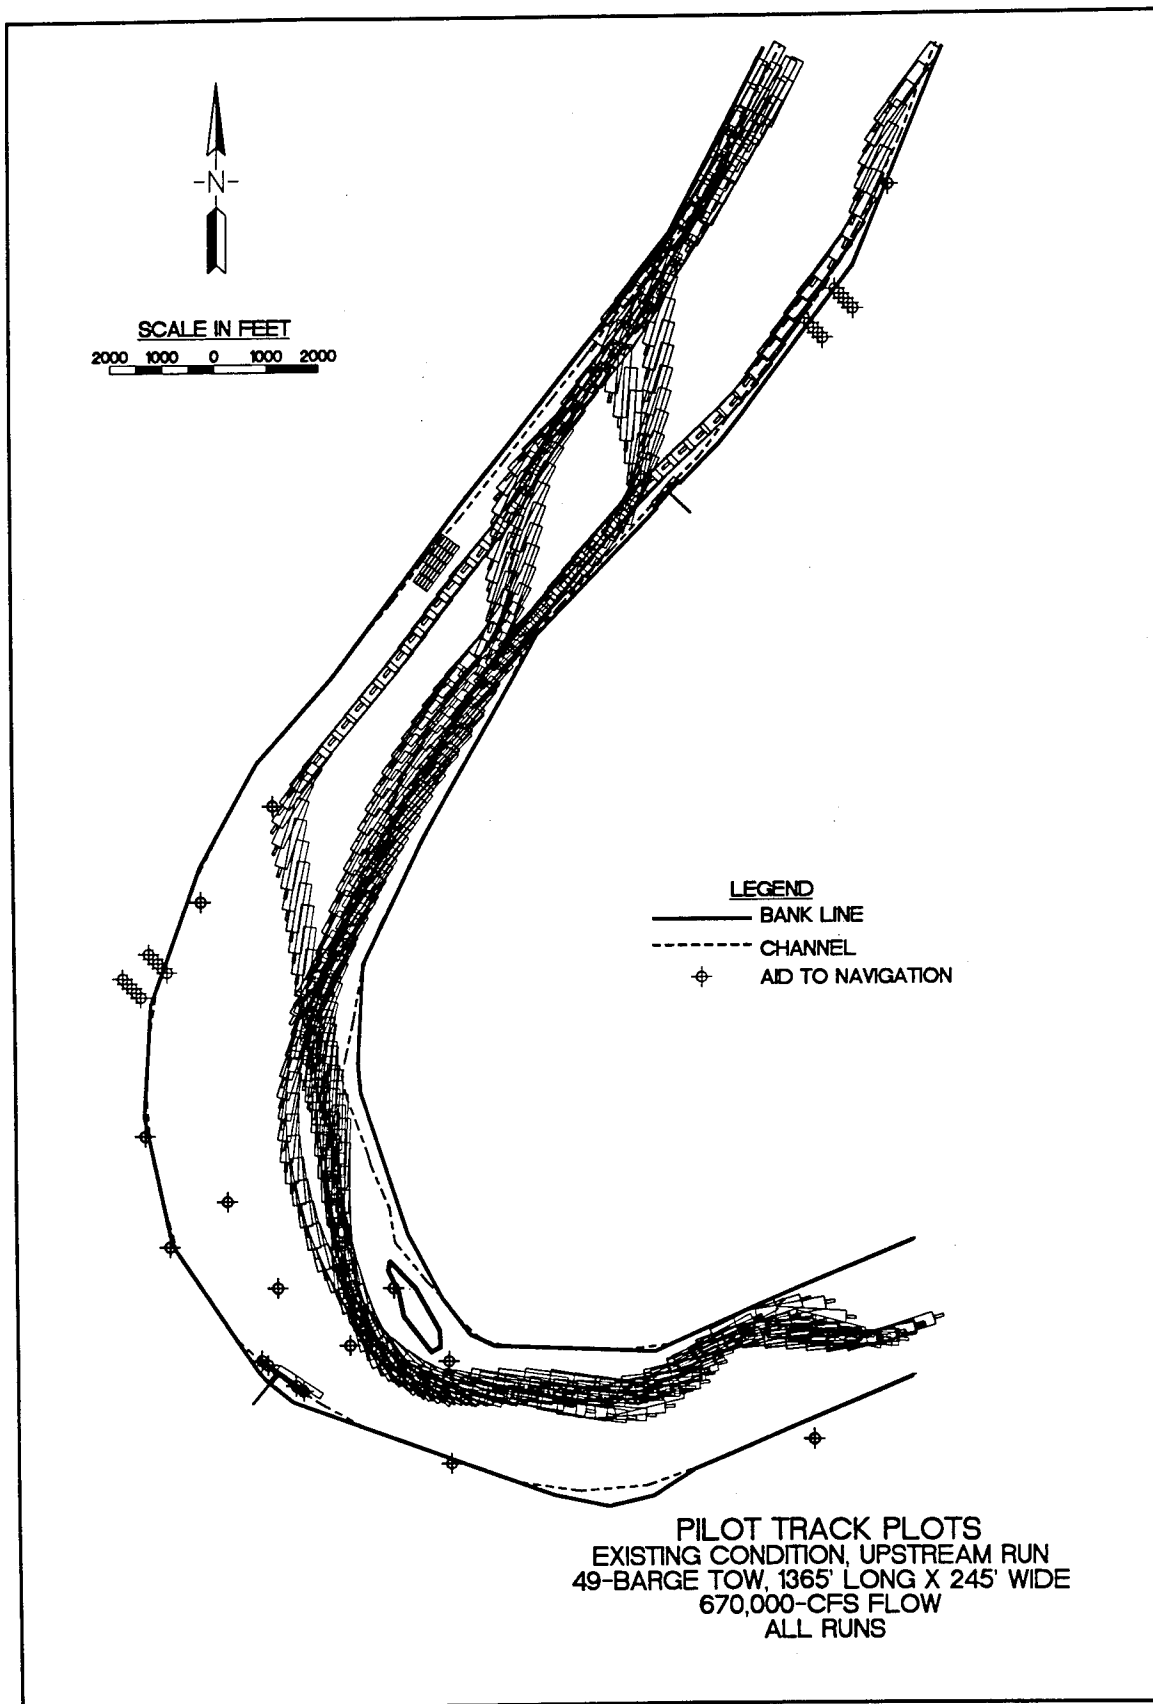 -N-
SCALE IN FEET
2000 1000 0 1000 2000
LEGEND
BANK LINE
CHANNEL
AID TO NAVIGATION
PILOT TRACK PLOTS
EXISTING CONDITION, UPSTREAM RUN
49-BARGE TOW, 1365' LONG X 245' WIDE
670,000-CFS FLOW
ALL RUNS